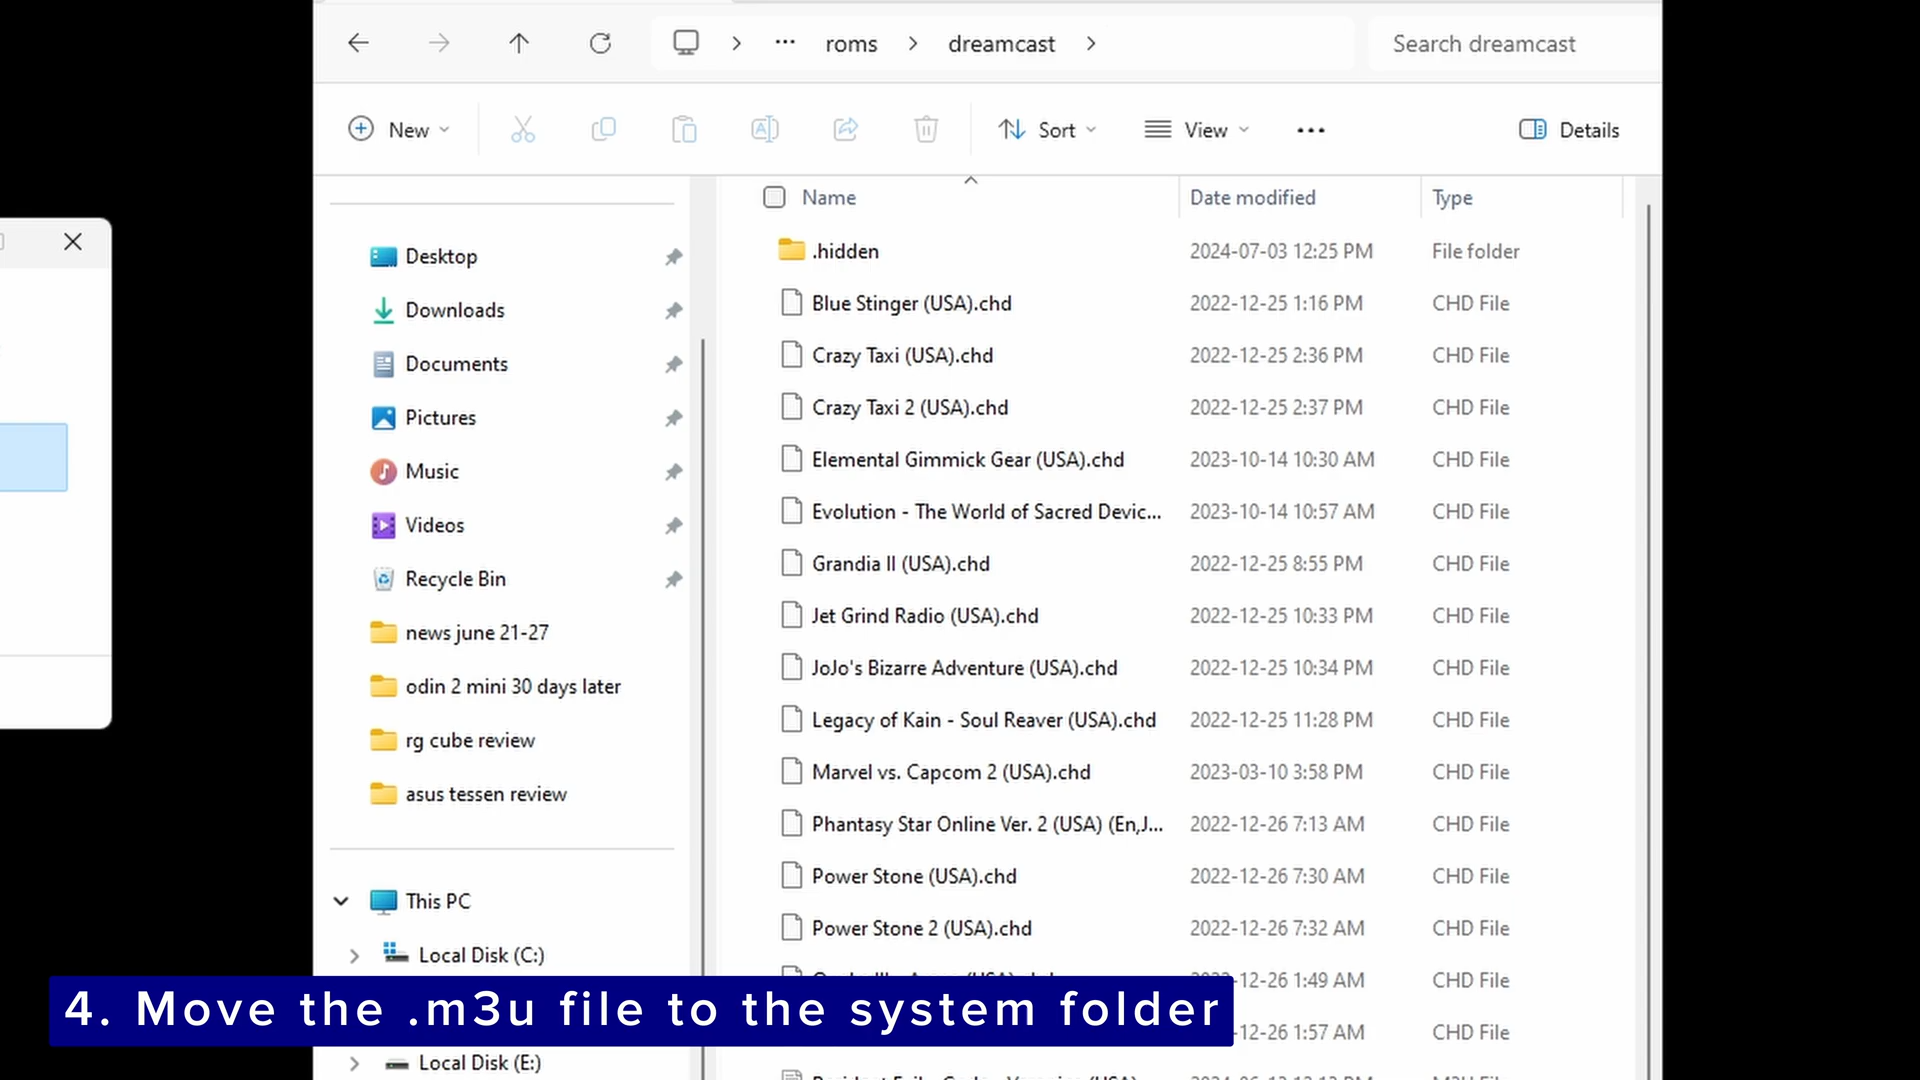 roms
dreamcast
Search dreamcast
New
Sort
View
Details
Name
Date modified
Type
Desktop
Downloads
Documents
Pictures
Music
Videos
Recycle Bin
news june 21-27
odin 2 mini 30 days later
rg cube review
asus tessen review
This PC
Local Disk (C:)
Local Disk (E:)
.hidden 2024-07-03 12:25 PM File folder
Blue Stinger (USA).chd 2022-12-25 1:16 PM CHD File
Crazy Taxi (USA).chd 2022-12-25 2:36 PM CHD File
Crazy Taxi 2 (USA).chd 2022-12-25 2:37 PM CHD File
Elemental Gimmick Gear (USA).chd 2023-10-14 10:30 AM CHD File
Evolution - The World of Sacred Devic... 2023-10-14 10:57 AM CHD File
Grandia II (USA).chd 2022-12-25 8:55 PM CHD File
Jet Grind Radio (USA).chd 2022-12-25 10:33 PM CHD File
JoJo's Bizarre Adventure (USA).chd 2022-12-25 10:34 PM CHD File
Legacy of Kain - Soul Reaver (USA).chd 2022-12-25 11:28 PM CHD File
Marvel vs. Capcom 2 (USA).chd 2023-03-10 3:58 PM CHD File
Phantasy Star Online Ver. 2 (USA) (En,J... 2022-12-26 7:13 AM CHD File
Power Stone (USA).chd 2022-12-26 7:30 AM CHD File
Power Stone 2 (USA).chd 2022-12-26 7:32 AM CHD File
-26 1:49 AM CHD File
-12-26 1:57 AM CHD File
4. Move the .m3u file to the system folder